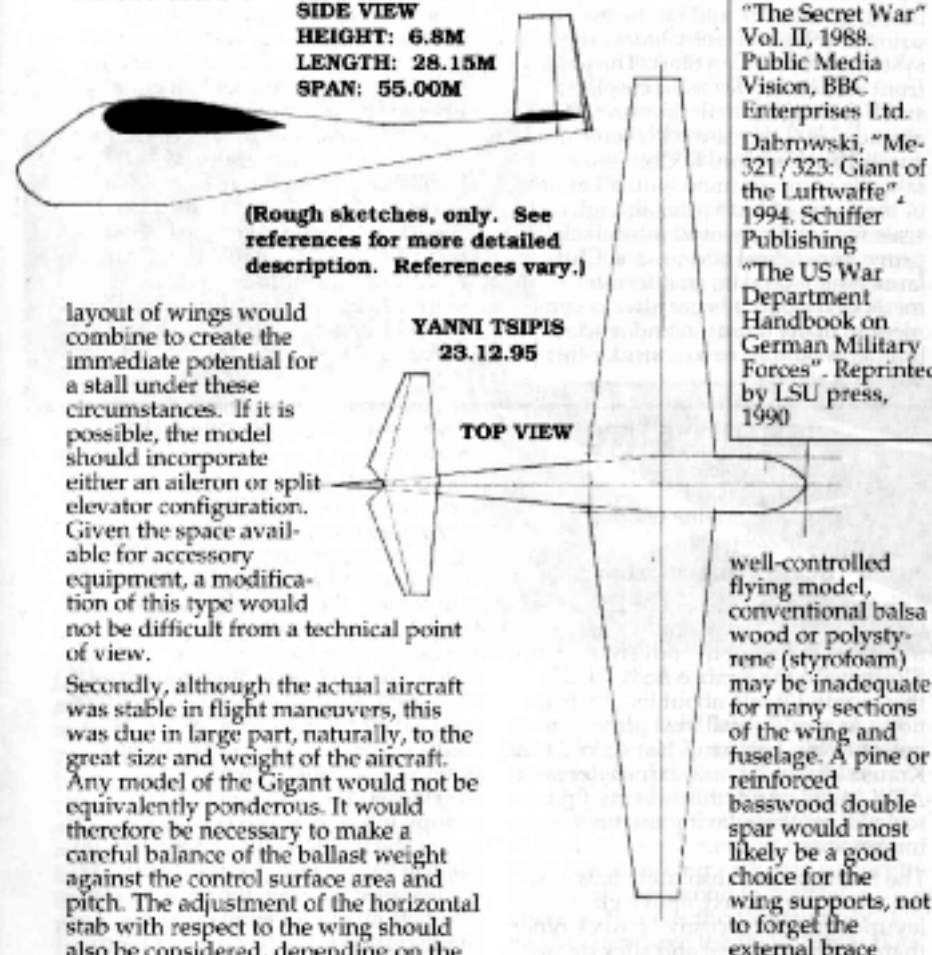 SIDE VIEW
HEIGHT: 6.8M
LENGTH: 28.15M
SPAN: 55.00M
(Rough sketches, only. See
references for more detailed
description. References vary.)
YANNI TSIPIS
23.12.95
TOP VIEW
layout of wings would
combine to create the
immediate potential for
a stall under these
circumstances. If it is
possible, the model
should incorporate
either an aileron or split
elevator configuration.
Given the space avail-
able for accessory
equipment, a modifica-
tion of this type would
not be difficult from a technical point
of view.
Secondly, although the actual aircraft
was stable in flight maneuvers, this
was due in large part, naturally, to the
great size and weight of the aircraft.
Any model of the Gigant would not be
equivalently ponderous. It would
therefore be necessary to make a
careful balance of the ballast weight
against the control surface area and
pitch. The adjustment of the horizontal
stab with respect to the wing should
also be considered, depending on the
"The Secret War"
Vol. II, 1988.
Public Media
Vision, BBC
Enterprises Ltd.
Dabrowski, "Me-
321/323: Giant of
the Luftwaffe",
1994. Schiffer
Publishing
"The US War
Department
Handbook on
German Military
Forces". Reprinted
by LSU press,
1990
well-controlled
flying model,
conventional balsa
wood or polysty-
rene (styrofoam)
may be inadequate
for many sections
of the wing and
fuselage. A pine or
reinforced
basswood double
spar would most
likely be a good
choice for the
wing supports, not
to forget the
external brace